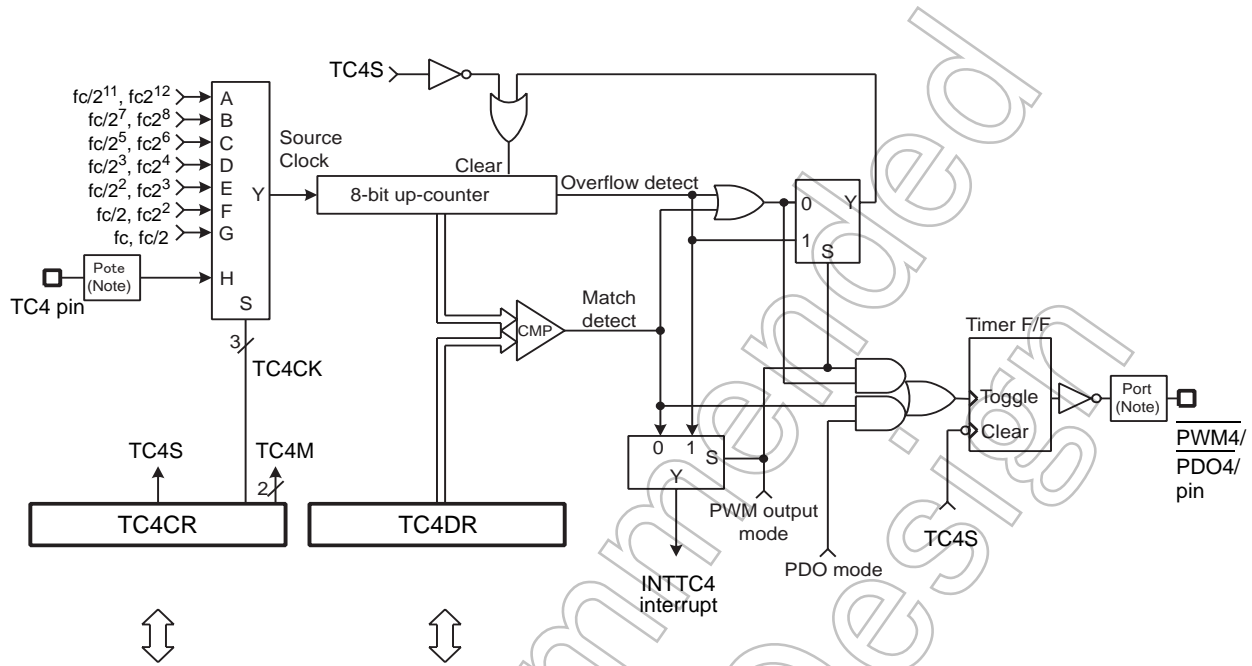 TC4S
fc/2¹¹, fc2¹²
fc/2⁷, fc2⁸
fc/2⁵, fc2⁶
fc/2³, fc2⁴
fc/2², fc2³
fc/2, fc2²
fc, fc/2
A
B
C
D
E
F
G
H
Y
S
Source
Clock
Clear
8-bit up-counter
Overflow detect
0
1
Y
S
Pote
(Note)
TC4 pin
CMP
Match
detect
3
TC4CK
Timer F/F
Toggle
Clear
Port
(Note)
PWM4/
PDO4/
pin
0
1
S
Y
TC4S
TC4M
2
TC4CR
TC4DR
PWM output
mode
PDO mode
TC4S
INTTC4
interrupt
mmended
Design